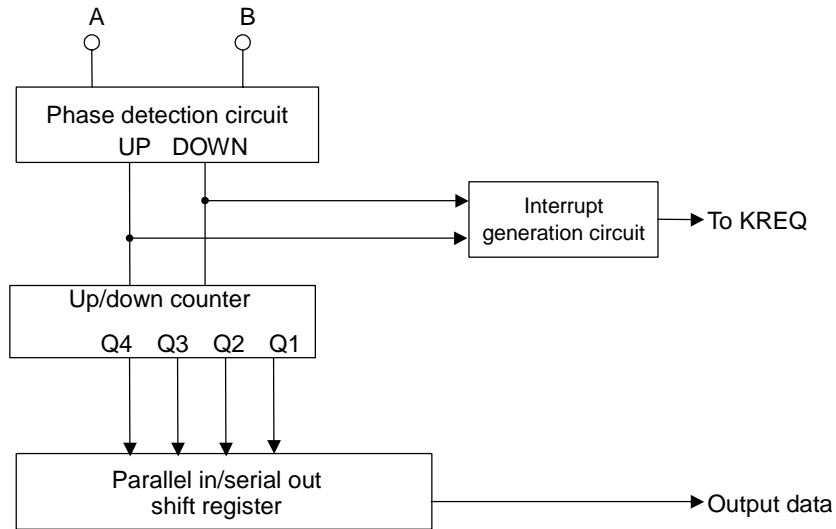 A B
Phase detection circuit
UP DOWN
Interrupt
generation circuit
To KREQ
Up/down counter
Q4 Q3 Q2 Q1
Parallel in/serial out
shift register
Output data